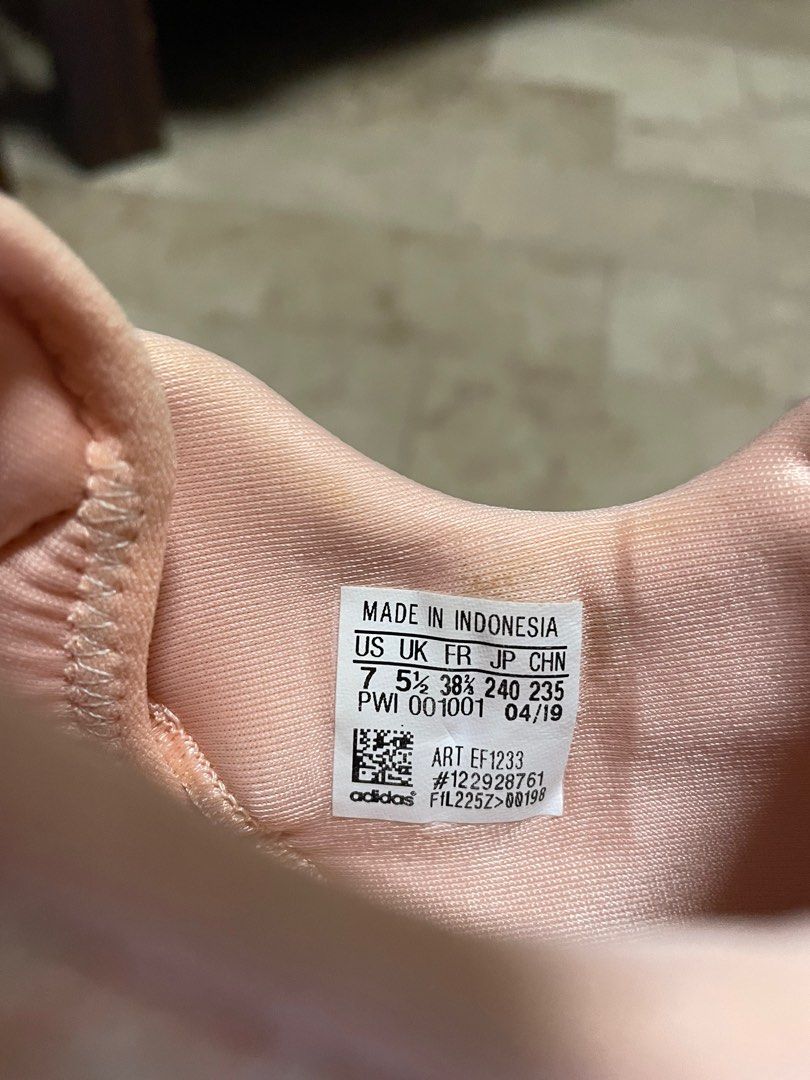 MADE IN INDONESIA
US UK FR JP CHN
7 5½ 38⅔ 240 235
PWI 001001 04/19
ART EF1233
#122928761
adidas® F1L225Z>00198